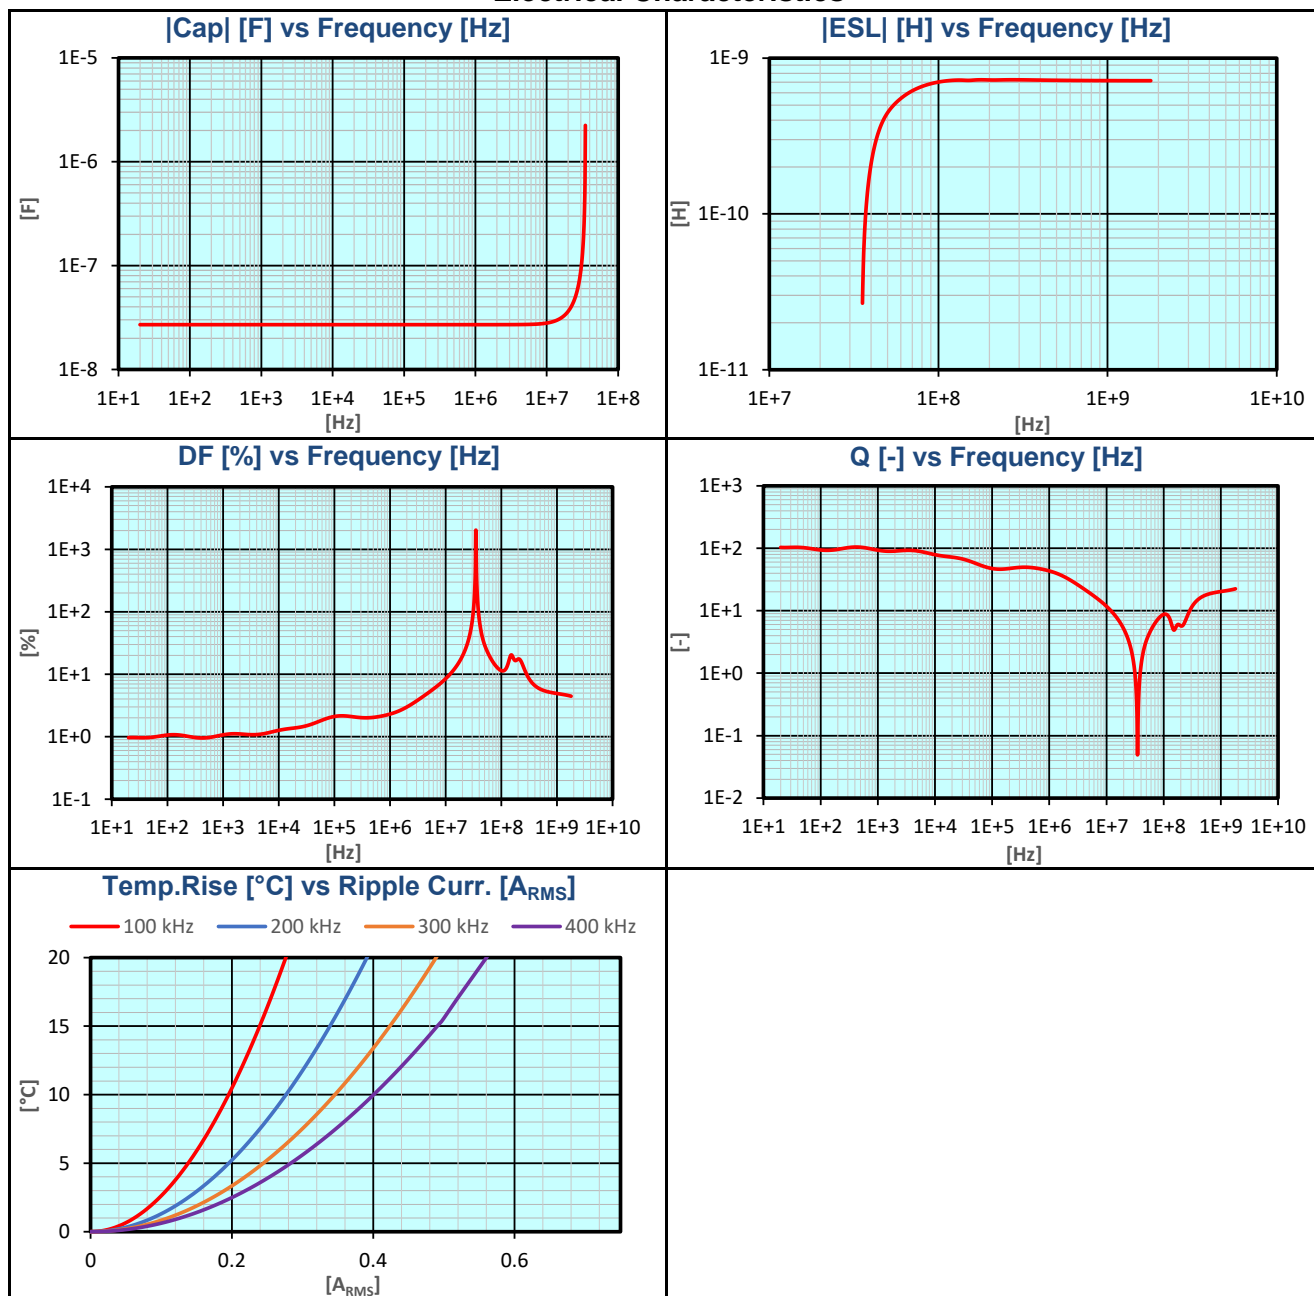 |Cap| [F] vs Frequency [Hz]
1E-5
1E-6
1E-7
1E-8
[F]
1E+1 1E+2 1E+3 1E+4 1E+5 1E+6 1E+7 1E+8
[Hz]
|ESL| [H] vs Frequency [Hz]
1E-9
1E-10
1E-11
[H]
1E+7 1E+8 1E+9 1E+10
[Hz]
DF [%] vs Frequency [Hz]
1E+4
1E+3
1E+2
1E+1
1E+0
1E-1
[%]
1E+1 1E+2 1E+3 1E+4 1E+5 1E+6 1E+7 1E+8 1E+9 1E+10
[Hz]
Q [-] vs Frequency [Hz]
1E+3
1E+2
1E+1
1E+0
1E-1
1E-2
[-]
1E+1 1E+2 1E+3 1E+4 1E+5 1E+6 1E+7 1E+8 1E+9 1E+10
[Hz]
Temp.Rise [°C] vs Ripple Curr. [ARMS]
100 kHz 200 kHz 300 kHz 400 kHz
20
15
10
5
0
[°C]
0 0.2 0.4 0.6
[ARMS]